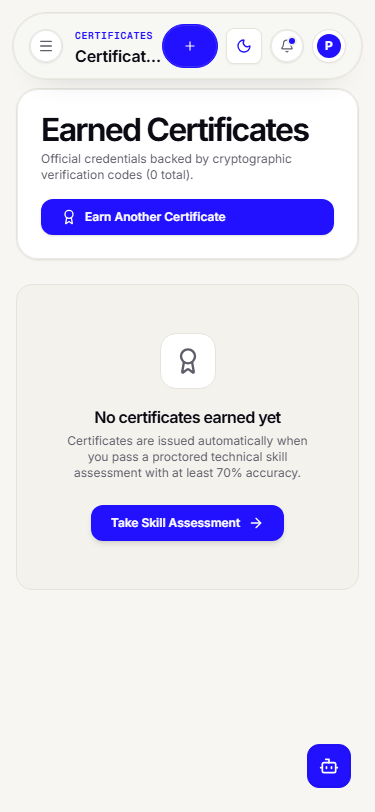 CERTIFICATES
Certificat...
P
Earned Certificates
Official credentials backed by cryptographic
verification codes (0 total).
Earn Another Certificate
No certificates earned yet
Certificates are issued automatically when
you pass a proctored technical skill
assessment with at least 70% accuracy.
Take Skill Assessment